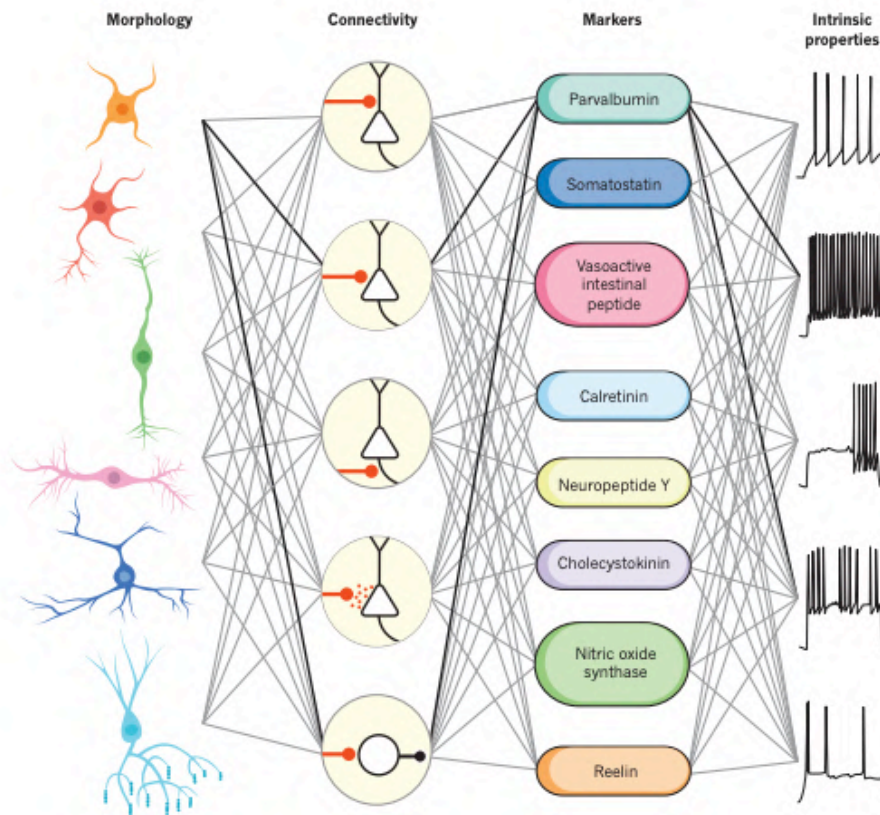 Morphology
Connectivity
Markers
Intrinsic
properties
Parvalbumin
Somatostatin
Vasoactive
intestinal
peptide
Calretinin
Neuropeptide Y
Cholecystokinin
Nitric oxide
synthase
Reelin